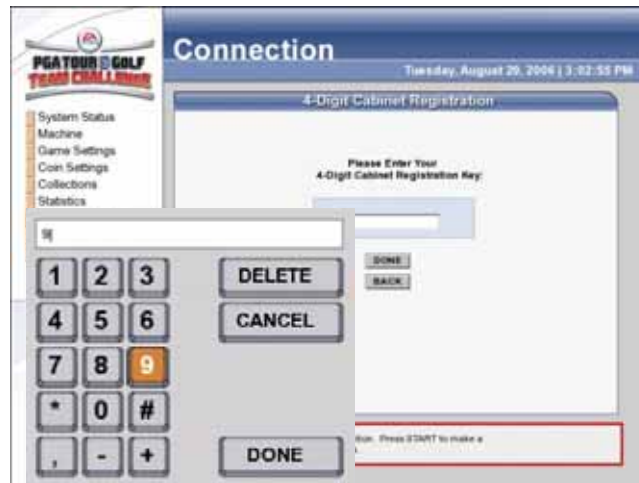 EA
PGA TOUR GOLF
TEAM CHALLENGE
Connection
Tuesday, August 29, 2006 | 3:02:55 PM
4-Digit Cabinet Registration
System Status
Machine
Game Settings
Coin Settings
Collections
Statistics
Please Enter Your
4-Digit Cabinet Registration Key:
DONE
BACK
9
1 2 3 DELETE
4 5 6 CANCEL
7 8 9
* 0 #
, - + DONE
tion. Press START to make a